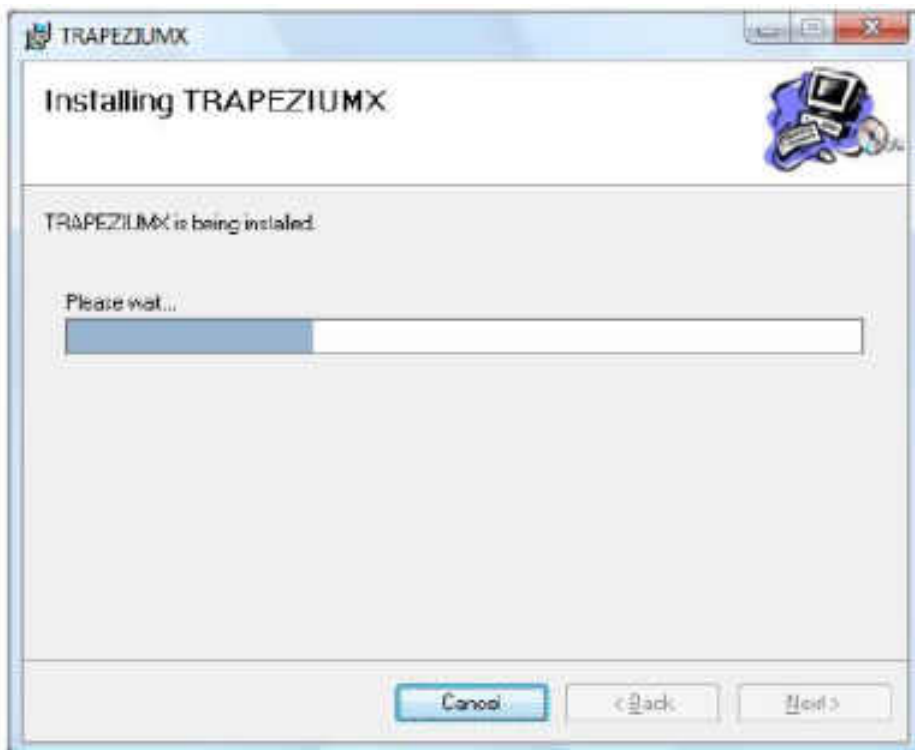 TRAPEZIUMX
Installing TRAPEZIUMX
TRAPEZIUMX is being installed.
Please wait...
Cancel
< Back
Next >